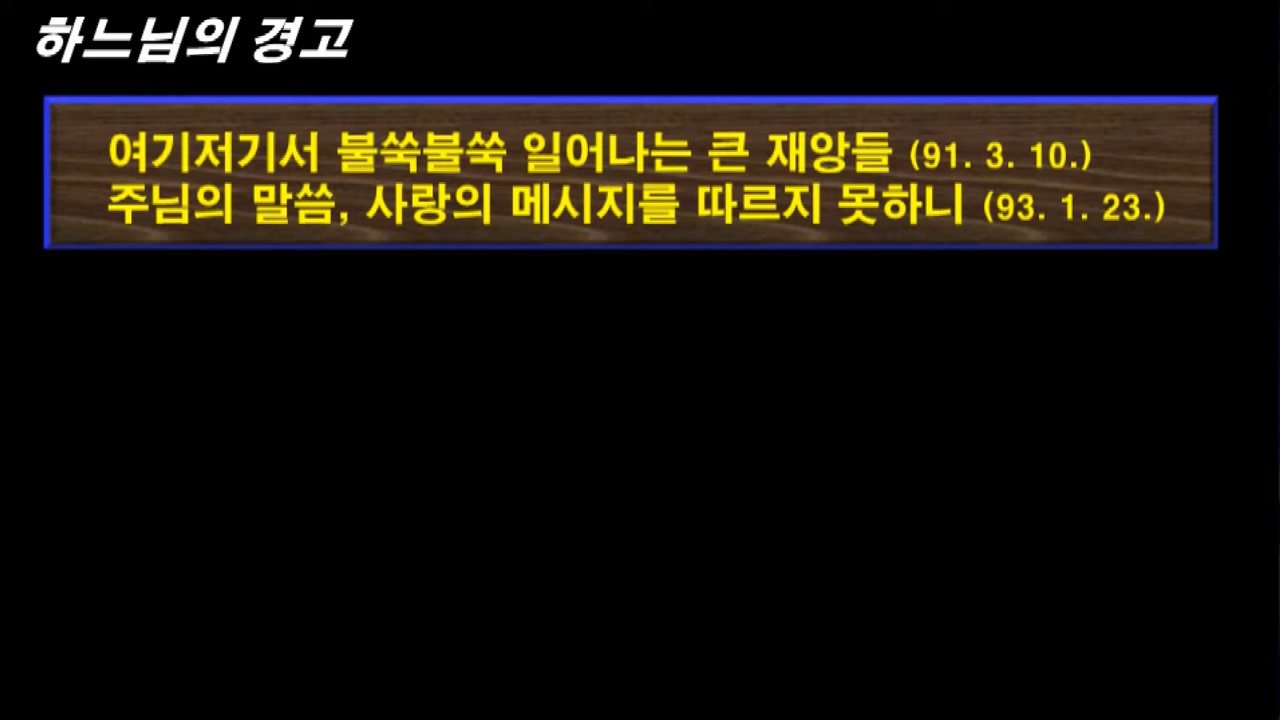 하느님의 경고
여기저기서 불쑥불쑥 일어나는 큰 재앙들 (91. 3. 10.)
주님의 말씀, 사랑의 메시지를 따르지 못하니 (93. 1. 23.)